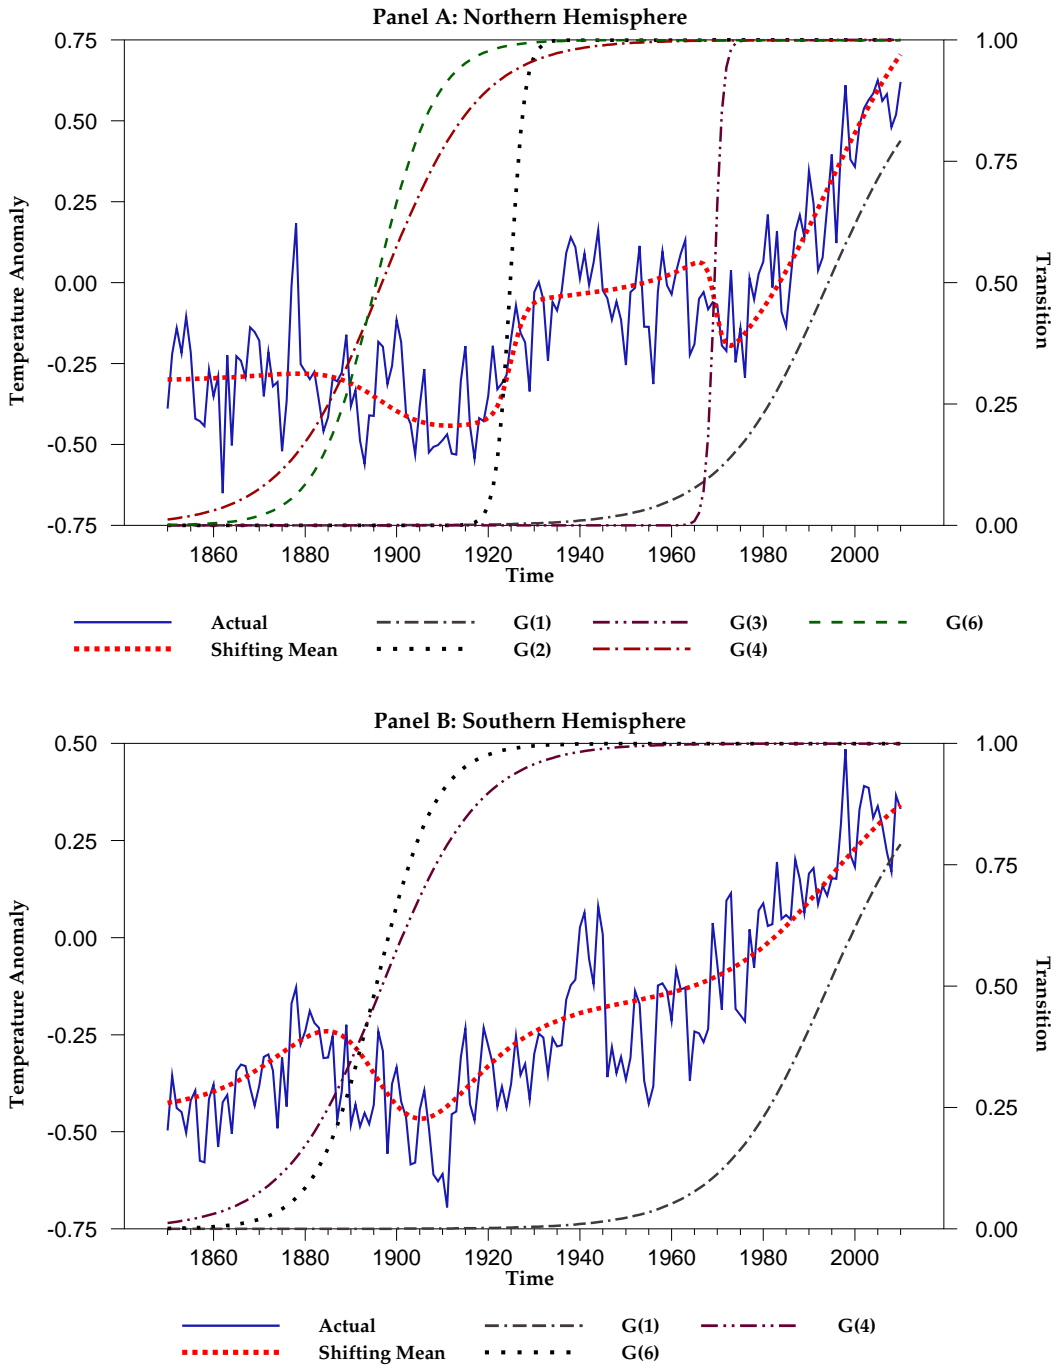 Panel A: Northern Hemisphere
0.75
0.50
0.25
0.00
-0.25
-0.50
-0.75
Temperature Anomaly
1.00
0.75
0.50
0.25
0.00
Transition
1860 1880 1900 1920 1940 1960 1980 2000
Time
Actual G(1) G(3) G(6)
Shifting Mean G(2) G(4)
Panel B: Southern Hemisphere
0.50
0.25
0.00
-0.25
-0.50
-0.75
Temperature Anomaly
1.00
0.75
0.50
0.25
0.00
Transition
1860 1880 1900 1920 1940 1960 1980 2000
Time
Actual G(1) G(4)
Shifting Mean G(6)